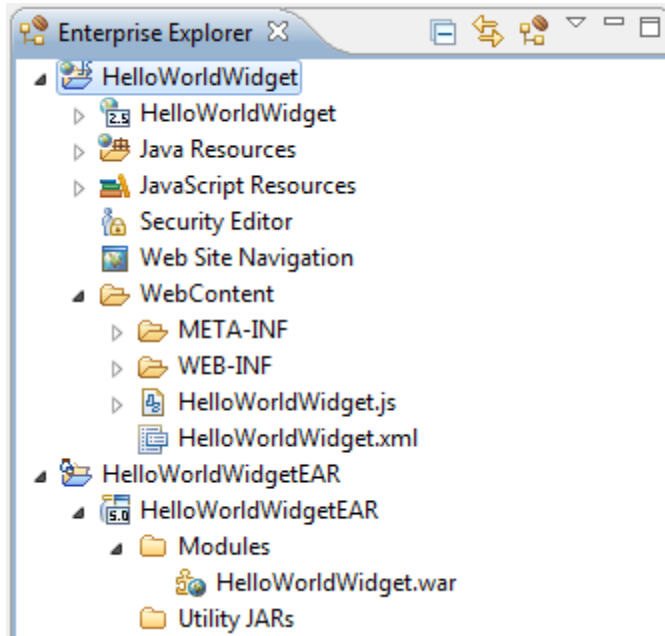 Enterprise Explorer
HelloWorldWidget
2.5 HelloWorldWidget
Java Resources
JavaScript Resources
Security Editor
Web Site Navigation
WebContent
META-INF
WEB-INF
HelloWorldWidget.js
HelloWorldWidget.xml
HelloWorldWidgetEAR
5.0 HelloWorldWidgetEAR
Modules
HelloWorldWidget.war
Utility JARs